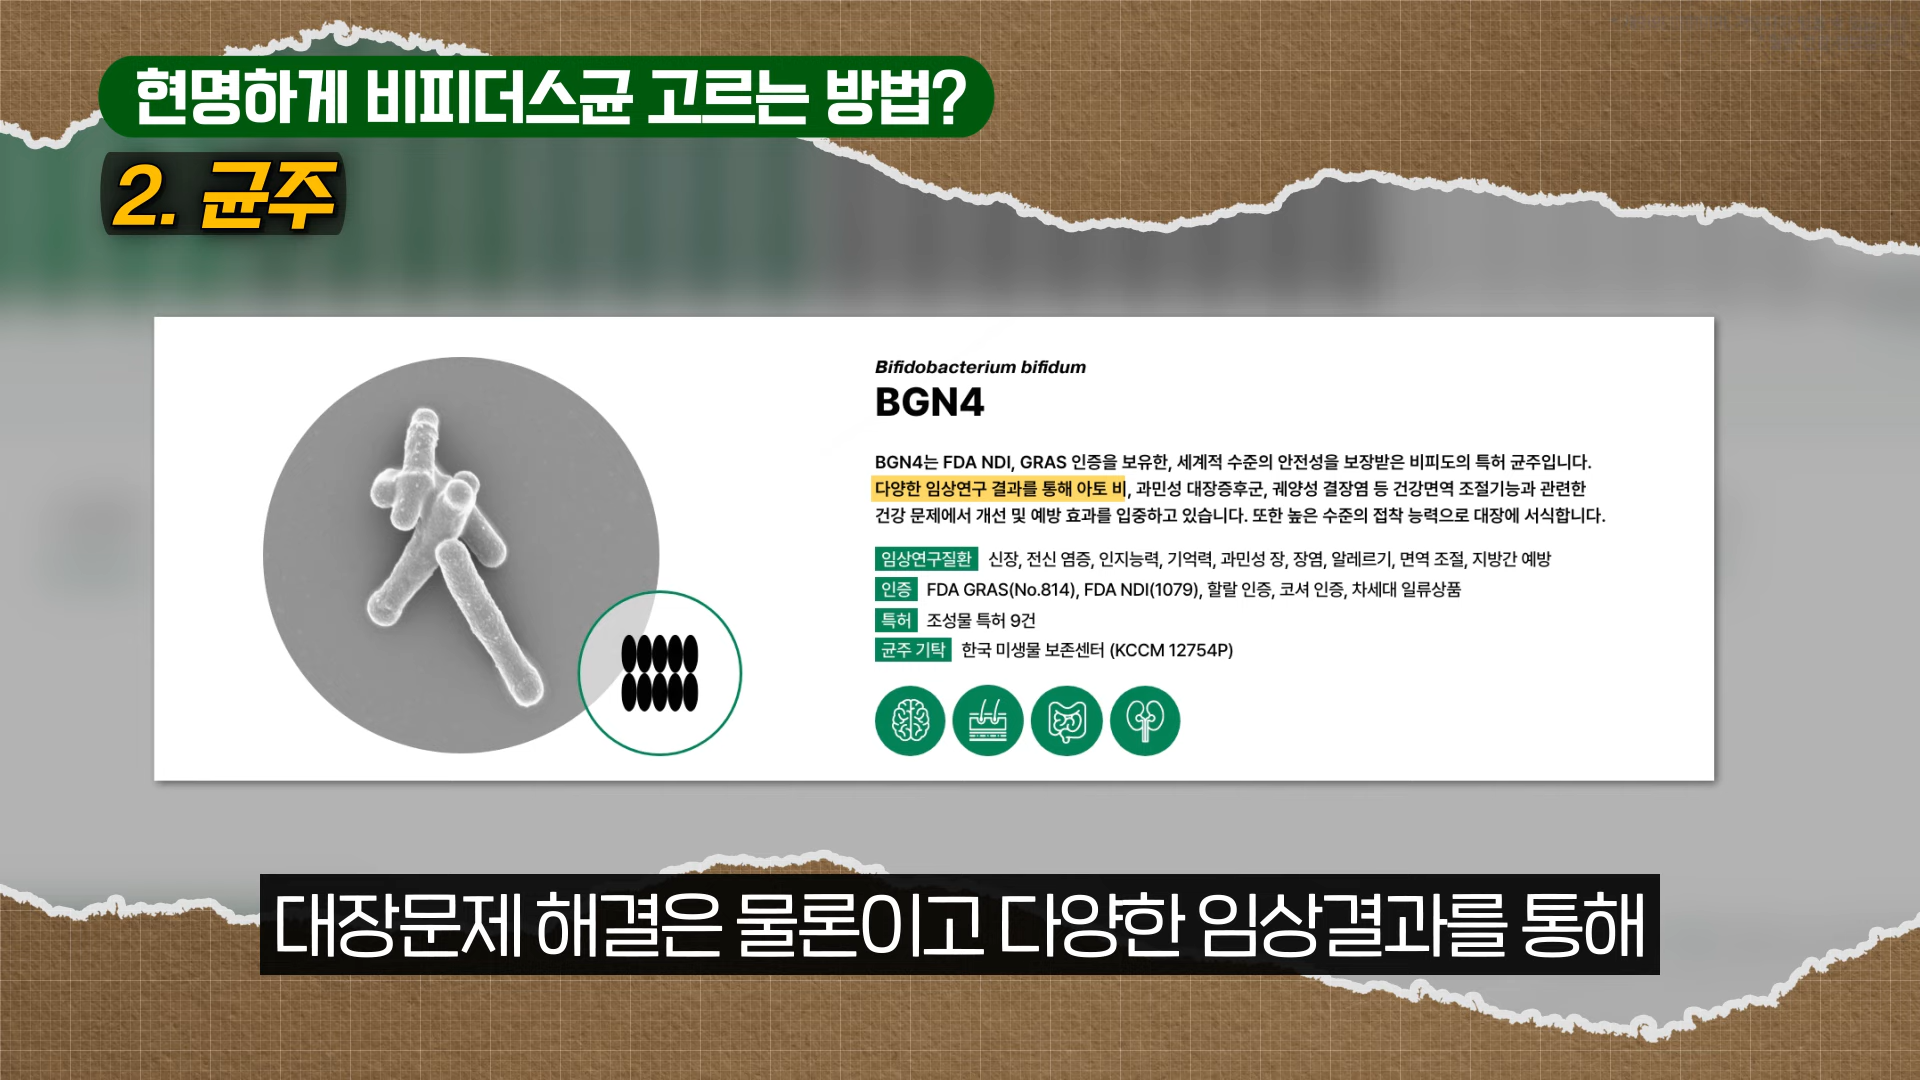 현명하게 비피더스균 고르는 방법?
2. 균주
Bifidobacterium bifidum
BGN4
BGN4는 FDA NDI, GRAS 인증을 보유한, 세계적 수준의 안전성을 보장받은 비피도의 특허 균주입니다.
다양한 임상연구 결과를 통해 아토 비, 과민성 대장증후군, 궤양성 결장염 등 건강면역 조절기능과 관련한
건강 문제에서 개선 및 예방 효과를 입증하고 있습니다. 또한 높은 수준의 접착 능력으로 대장에 서식합니다.
임상연구질환 신장, 전신 염증, 인지능력, 기억력, 과민성 장, 장염, 알레르기, 면역 조절, 지방간 예방
인증 FDA GRAS(No.814), FDA NDI(1079), 할랄 인증, 코셔 인증, 차세대 일류상품
특허 조성물 특허 9건
균주 기탁 한국 미생물 보존센터 (KCCM 12754P)
대장문제 해결은 물론이고 다양한 임상결과를 통해